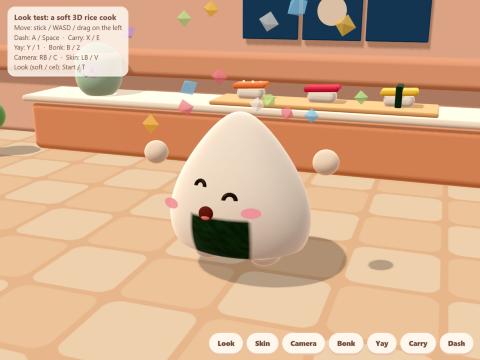 Look test: a soft 3D rice cook
Move: stick / WASD / drag on the left
Dash: A / Space · Carry: X / E
Yay: Y / 1 · Bonk: B / 2
Camera: RB / C · Skin: LB / V
Look (soft / cel): Start / T
Look Skin Camera Bonk Yay Carry Dash